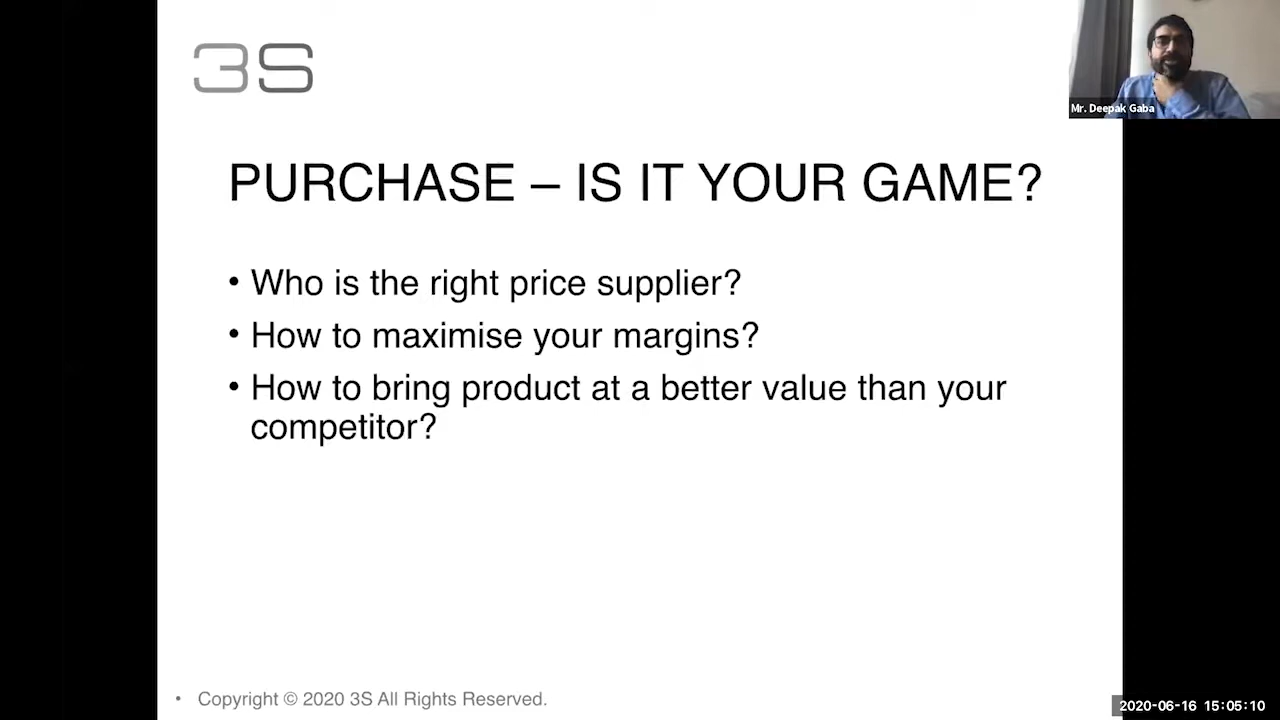 3S
Mr. Deepak Gaba
PURCHASE – IS IT YOUR GAME?
• Who is the right price supplier?
• How to maximise your margins?
• How to bring product at a better value than your
competitor?
• Copyright © 2020 3S All Rights Reserved.
2020-06-16 15:05:10